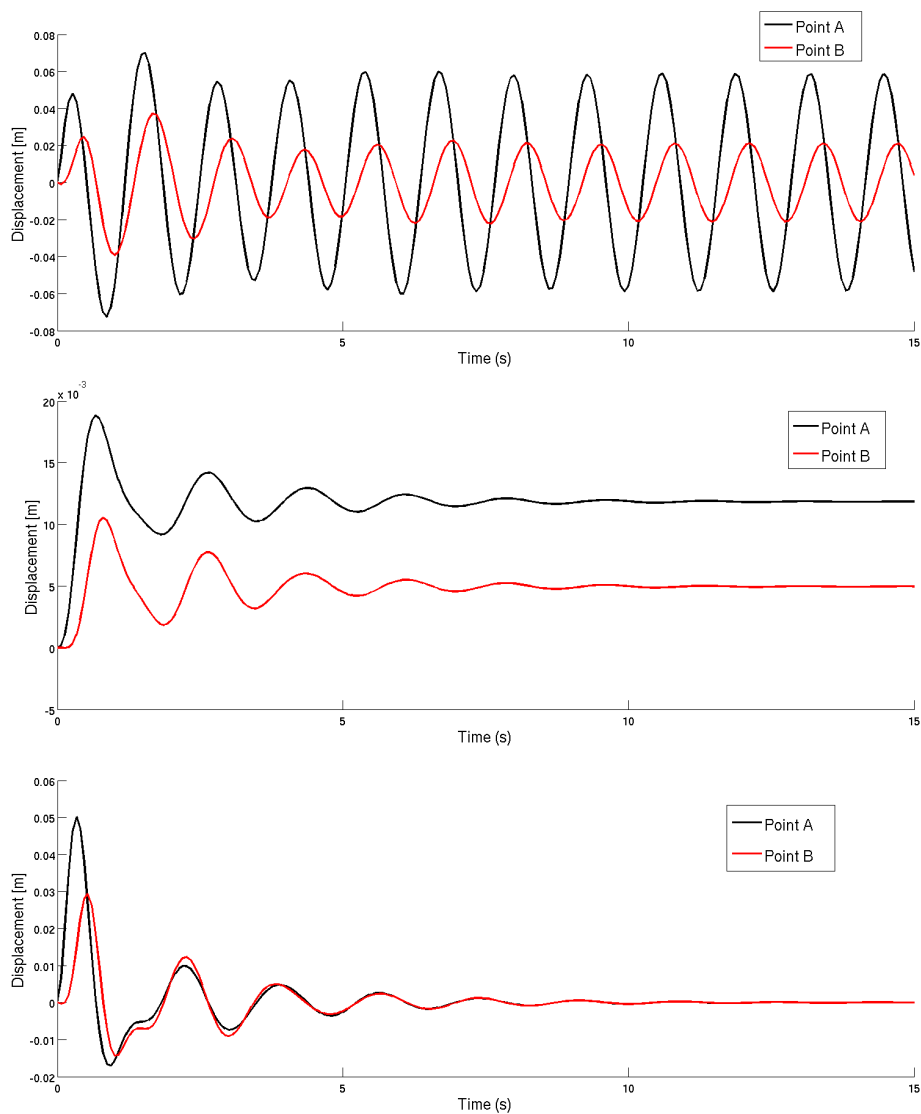 0.08
0.06
0.04
0.02
0
-0.02
-0.04
-0.06
-0.08
Displacement [m]
0
5
10
15
Time (s)
Point A
Point B
x 10⁻³
20
15
10
5
0
-5
Displacement [m]
0
5
10
15
Time (s)
Point A
Point B
0.06
0.05
0.04
0.03
0.02
0.01
0
-0.01
-0.02
Displacement [m]
0
5
10
15
Time (s)
Point A
Point B